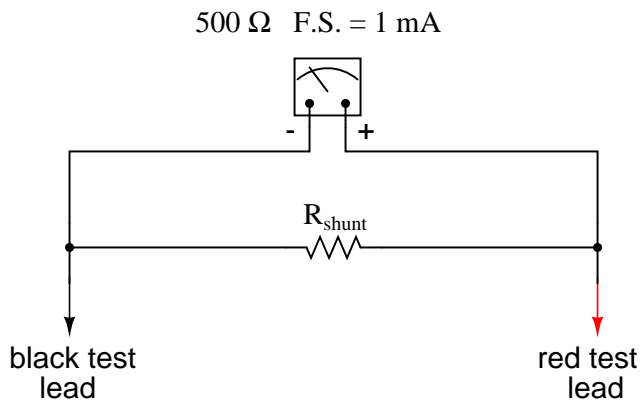 500 Ω F.S. = 1 mA
- +
Rshunt
black test
lead
red test
lead